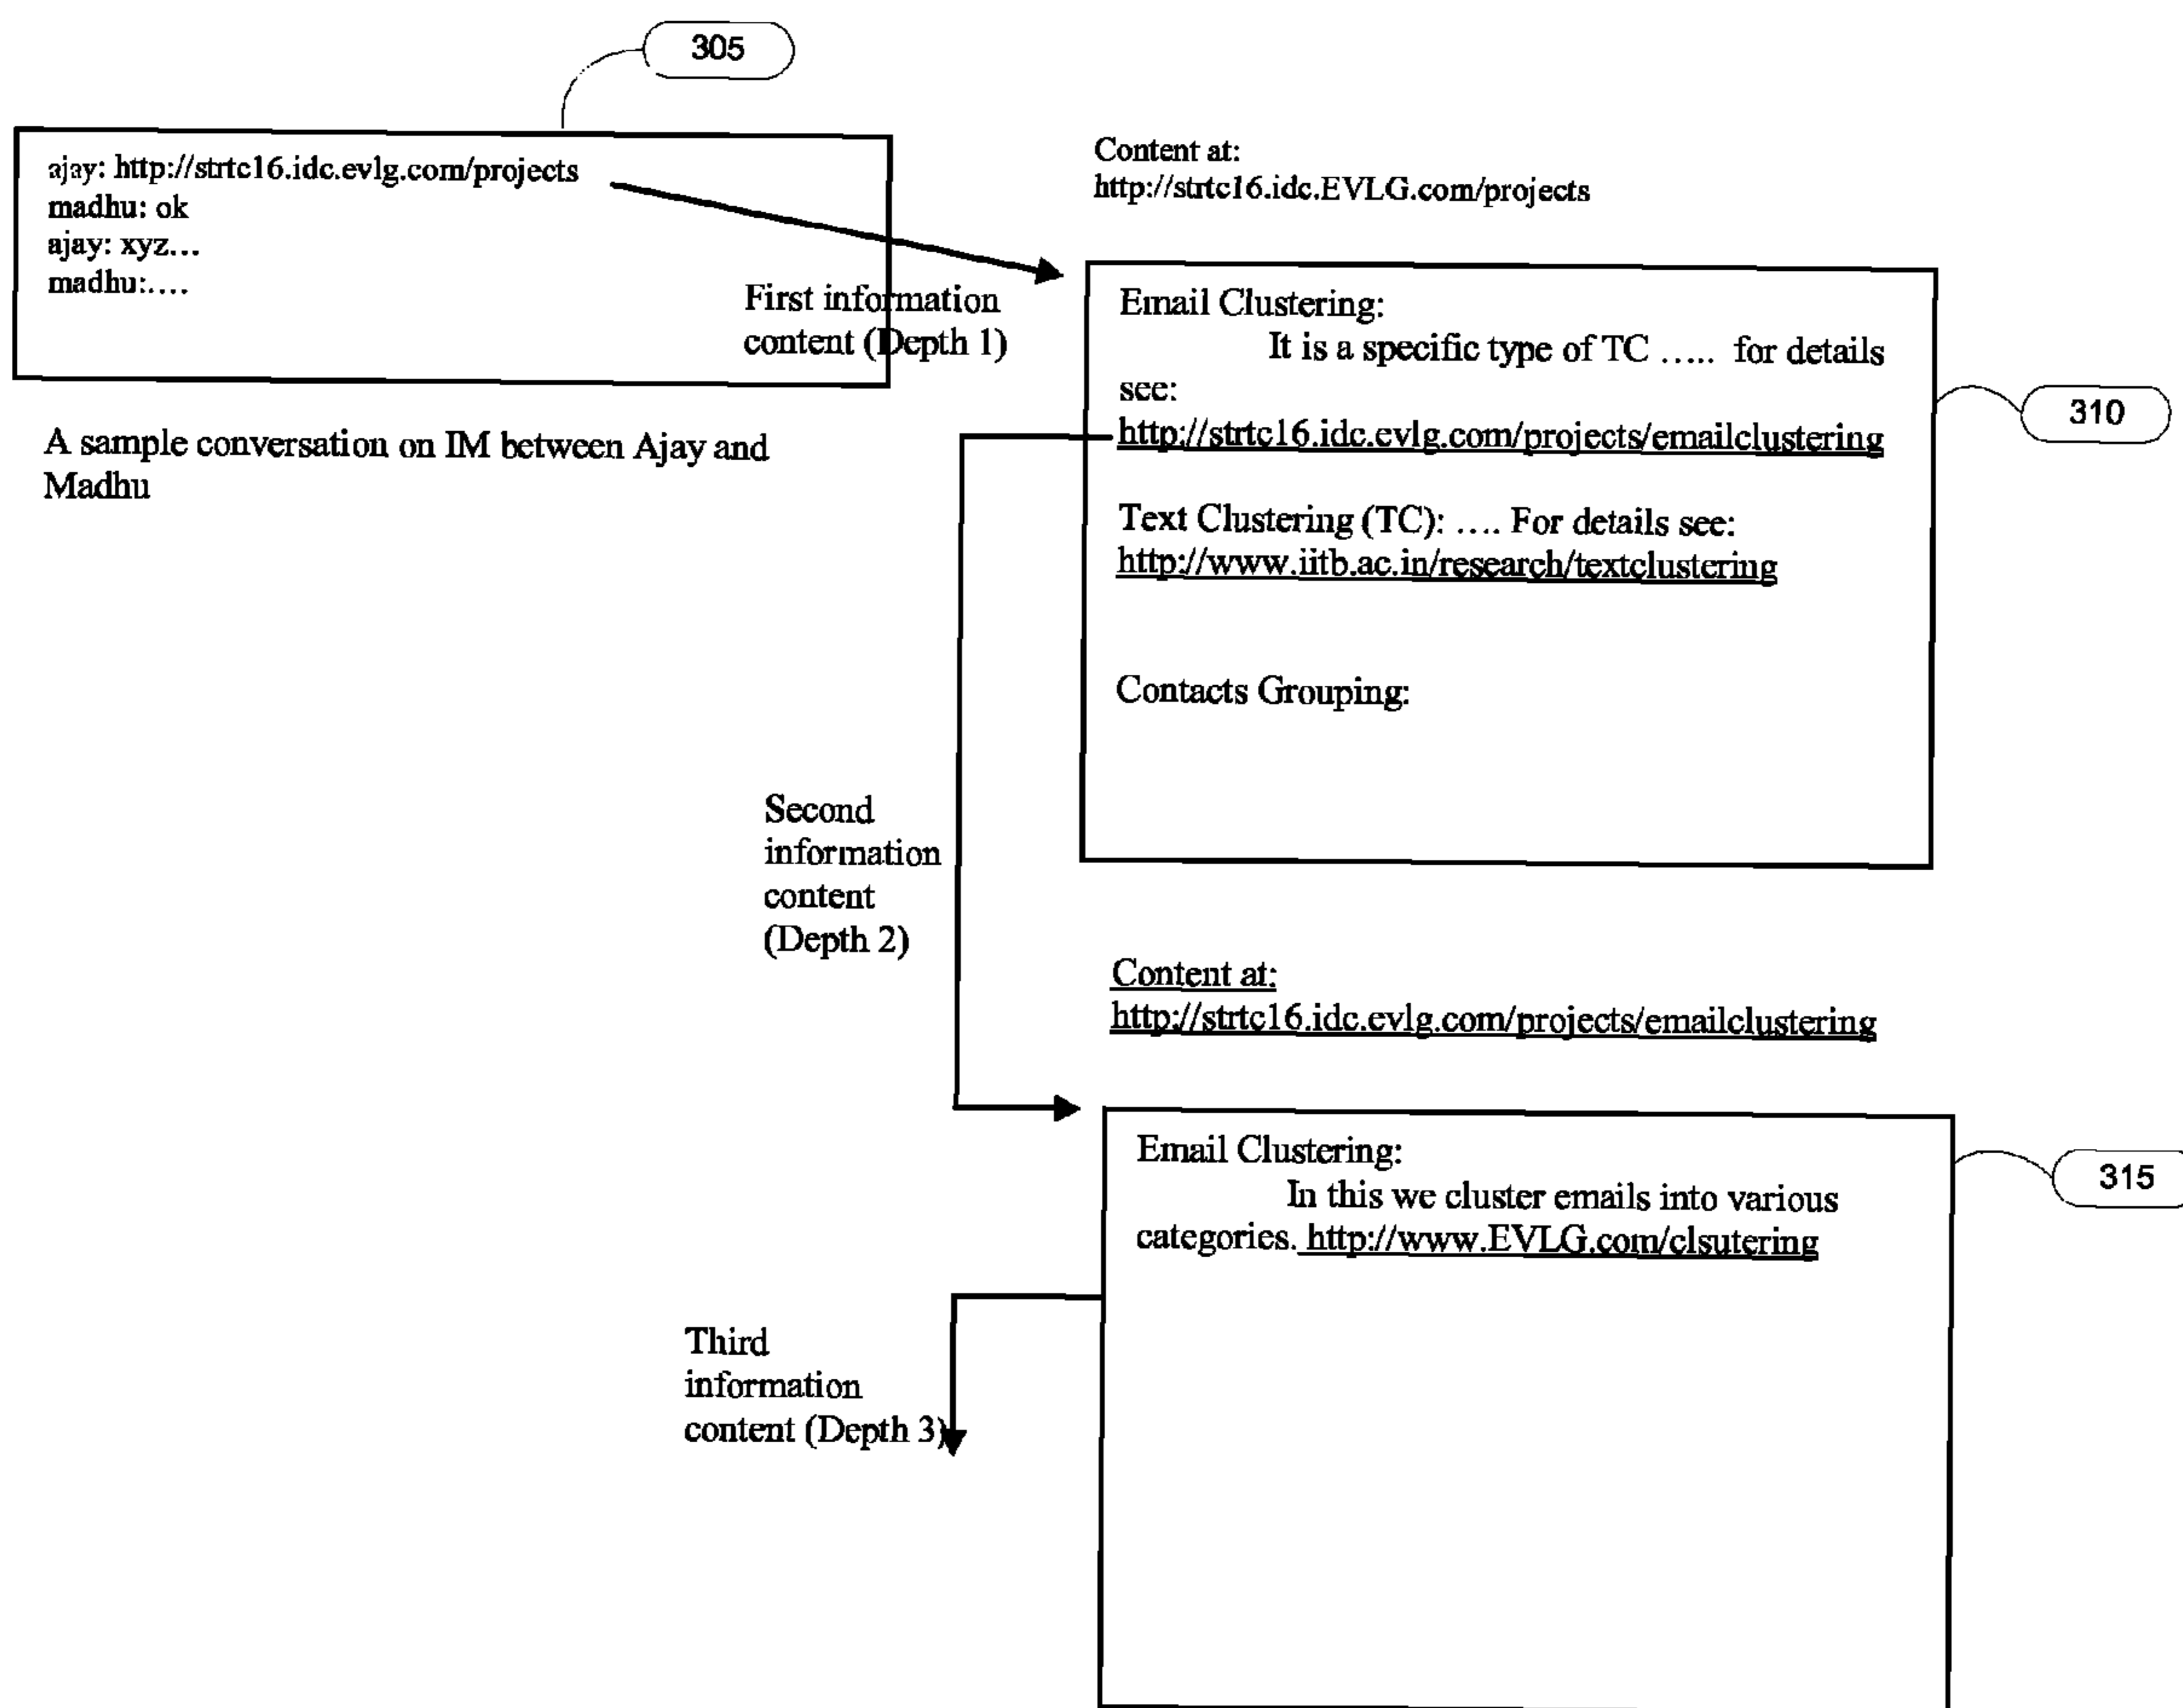 305
ajay: http://strtc16.idc.evlg.com/projects
madhu: ok
ajay: xyz...
madhu:....
A sample conversation on IM between Ajay and
Madhu
First information
content (Depth 1)
Content at:
http://strtc16.idc.EVLG.com/projects
Email Clustering:
It is a specific type of TC ..... for details
see:
http://strtc16.idc.evlg.com/projects/emailclustering
Text Clustering (TC): .... For details see:
http://www.iitb.ac.in/research/textclustering
Contacts Grouping:
310
Second
information
content
(Depth 2)
Content at:
http://strtc16.idc.evlg.com/projects/emailclustering
Email Clustering:
In this we cluster emails into various
categories. http://www.EVLG.com/clsutering
315
Third
information
content (Depth 3)